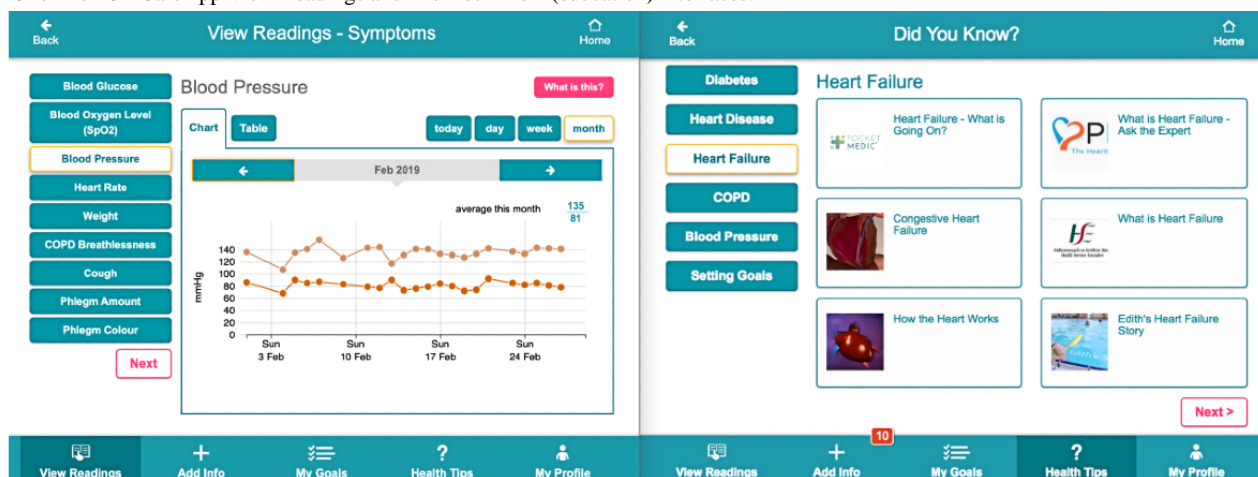 Back
View Readings - Symptoms
Home
Blood Glucose
Blood Oxygen Level
(SpO2)
Blood Pressure
Heart Rate
Weight
COPD Breathlessness
Cough
Phlegm Amount
Phlegm Colour
Next
Blood Pressure
What is this?
Chart
Table
today
day
week
month
Feb 2019
average this month
135
81
mmHg
140
120
100
80
60
40
20
0
Sun
3 Feb
Sun
10 Feb
Sun
17 Feb
Sun
24 Feb
View Readings
Add Info
My Goals
Health Tips
My Profile
Back
Did You Know?
Home
Diabetes
Heart Disease
Heart Failure
COPD
Blood Pressure
Setting Goals
Heart Failure
POCKET
MEDIC
Heart Failure - What is
Going On?
P
The Heart
What is Heart Failure -
Ask the Expert
Congestive Heart
Failure
What is Heart Failure
How the Heart Works
Edith's Heart Failure
Story
Next >
View Readings
10
Add Info
My Goals
Health Tips
My Profile